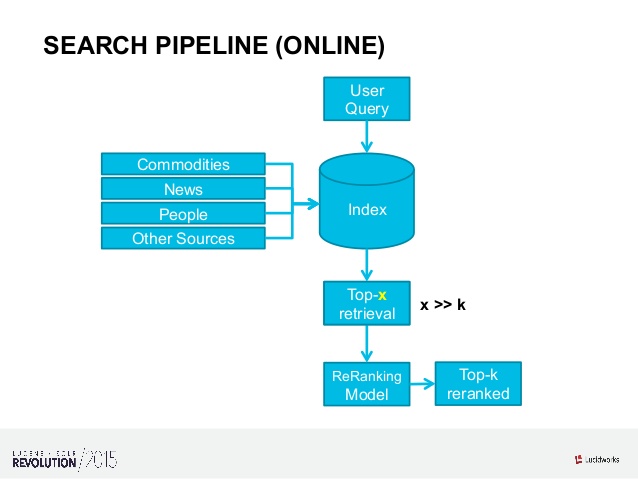 SEARCH PIPELINE (ONLINE)
User
Query
Commodities
News
People
Other Sources
Index
Top-x
retrieval
x >> k
ReRanking
Model
Top-k
reranked
LUCENE SOLR
REVOLUTION 2015
Lucidworks